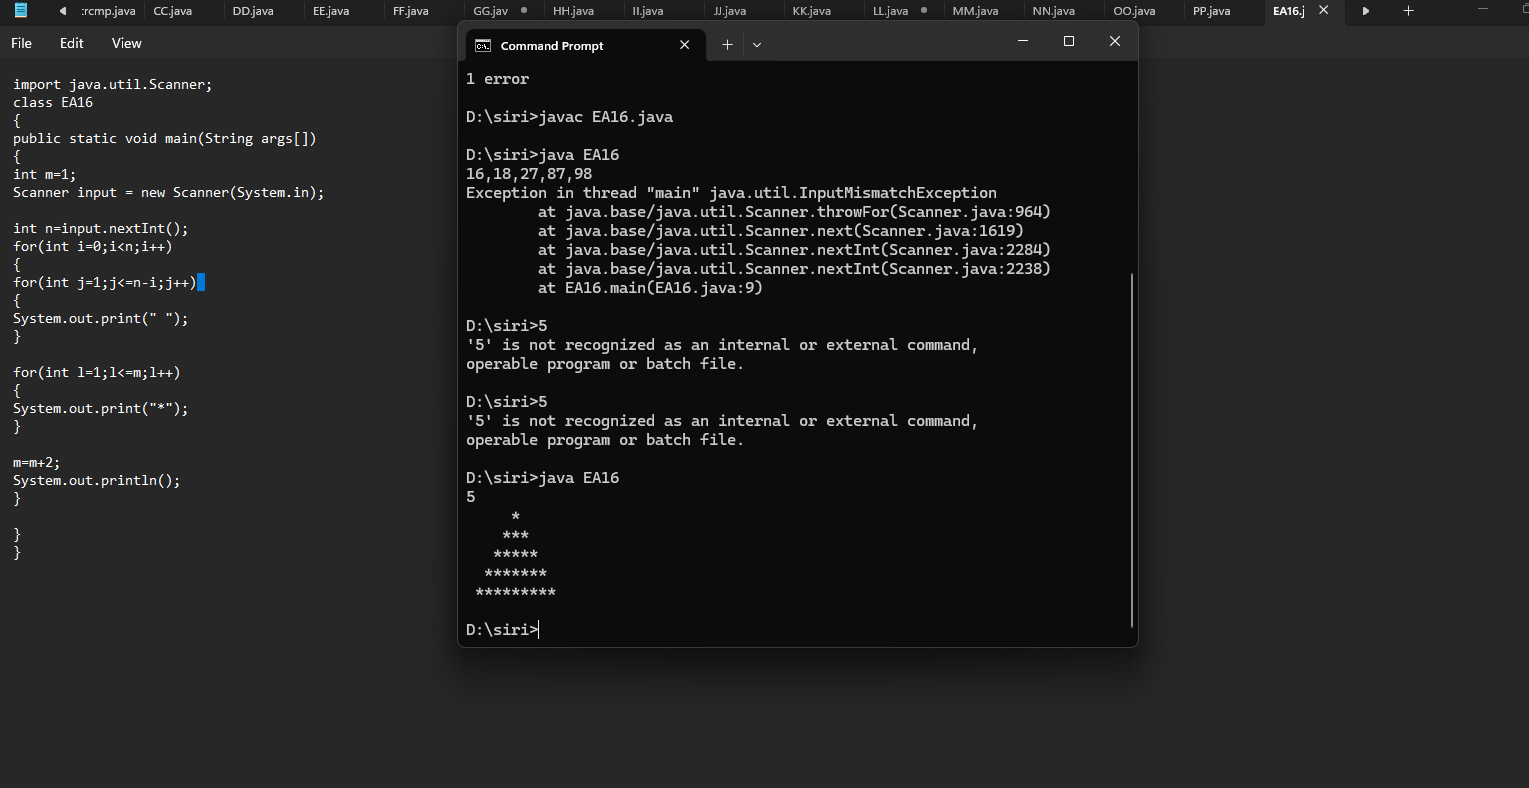 :rcmp.java CC.java DD.java EE.java FF.java GG.jav HH.java II.java JJ.java KK.java LL.java MM.java NN.java OO.java PP.java EA16.j
File Edit View
import java.util.Scanner;
class EA16
{
public static void main(String args[])
{
int m=1;
Scanner input = new Scanner(System.in);
int n=input.nextInt();
for(int i=0;i<n;i++)
{
for(int j=1;j<=n-i;j++)
{
System.out.print(" ");
}
for(int l=1;l<=m;l++)
{
System.out.print("*");
}
m=m+2;
System.out.println();
}
}
}
Command Prompt
1 error
D:\siri>javac EA16.java
D:\siri>java EA16
16,18,27,87,98
Exception in thread "main" java.util.InputMismatchException
        at java.base/java.util.Scanner.throwFor(Scanner.java:964)
        at java.base/java.util.Scanner.next(Scanner.java:1619)
        at java.base/java.util.Scanner.nextInt(Scanner.java:2284)
        at java.base/java.util.Scanner.nextInt(Scanner.java:2238)
        at EA16.main(EA16.java:9)
D:\siri>5
'5' is not recognized as an internal or external command,
operable program or batch file.
D:\siri>5
'5' is not recognized as an internal or external command,
operable program or batch file.
D:\siri>java EA16
5
     *
    ***
   *****
  *******
 *********
D:\siri>